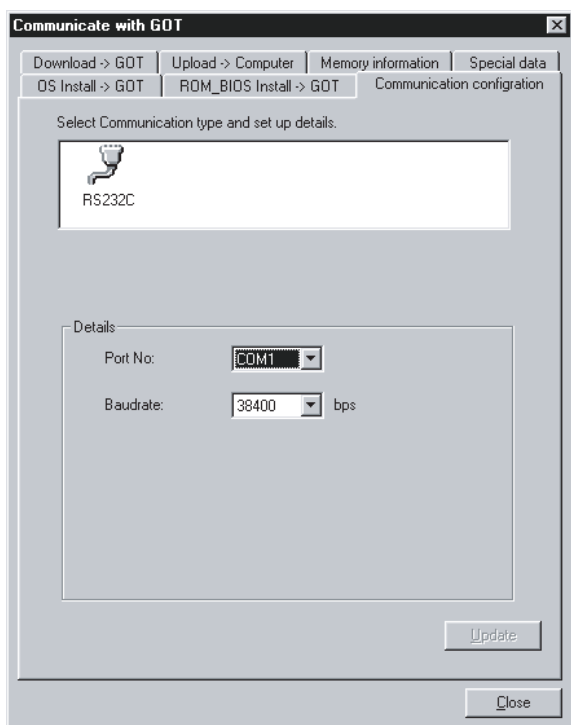 Communicate with GOT
Download -> GOT
Upload -> Computer
Memory information
Special data
OS Install -> GOT
ROM_BIOS Install -> GOT
Communication configration
Select Communication type and set up details.
RS232C
Details
Port No:
COM1
Baudrate:
38400
bps
Update
Close